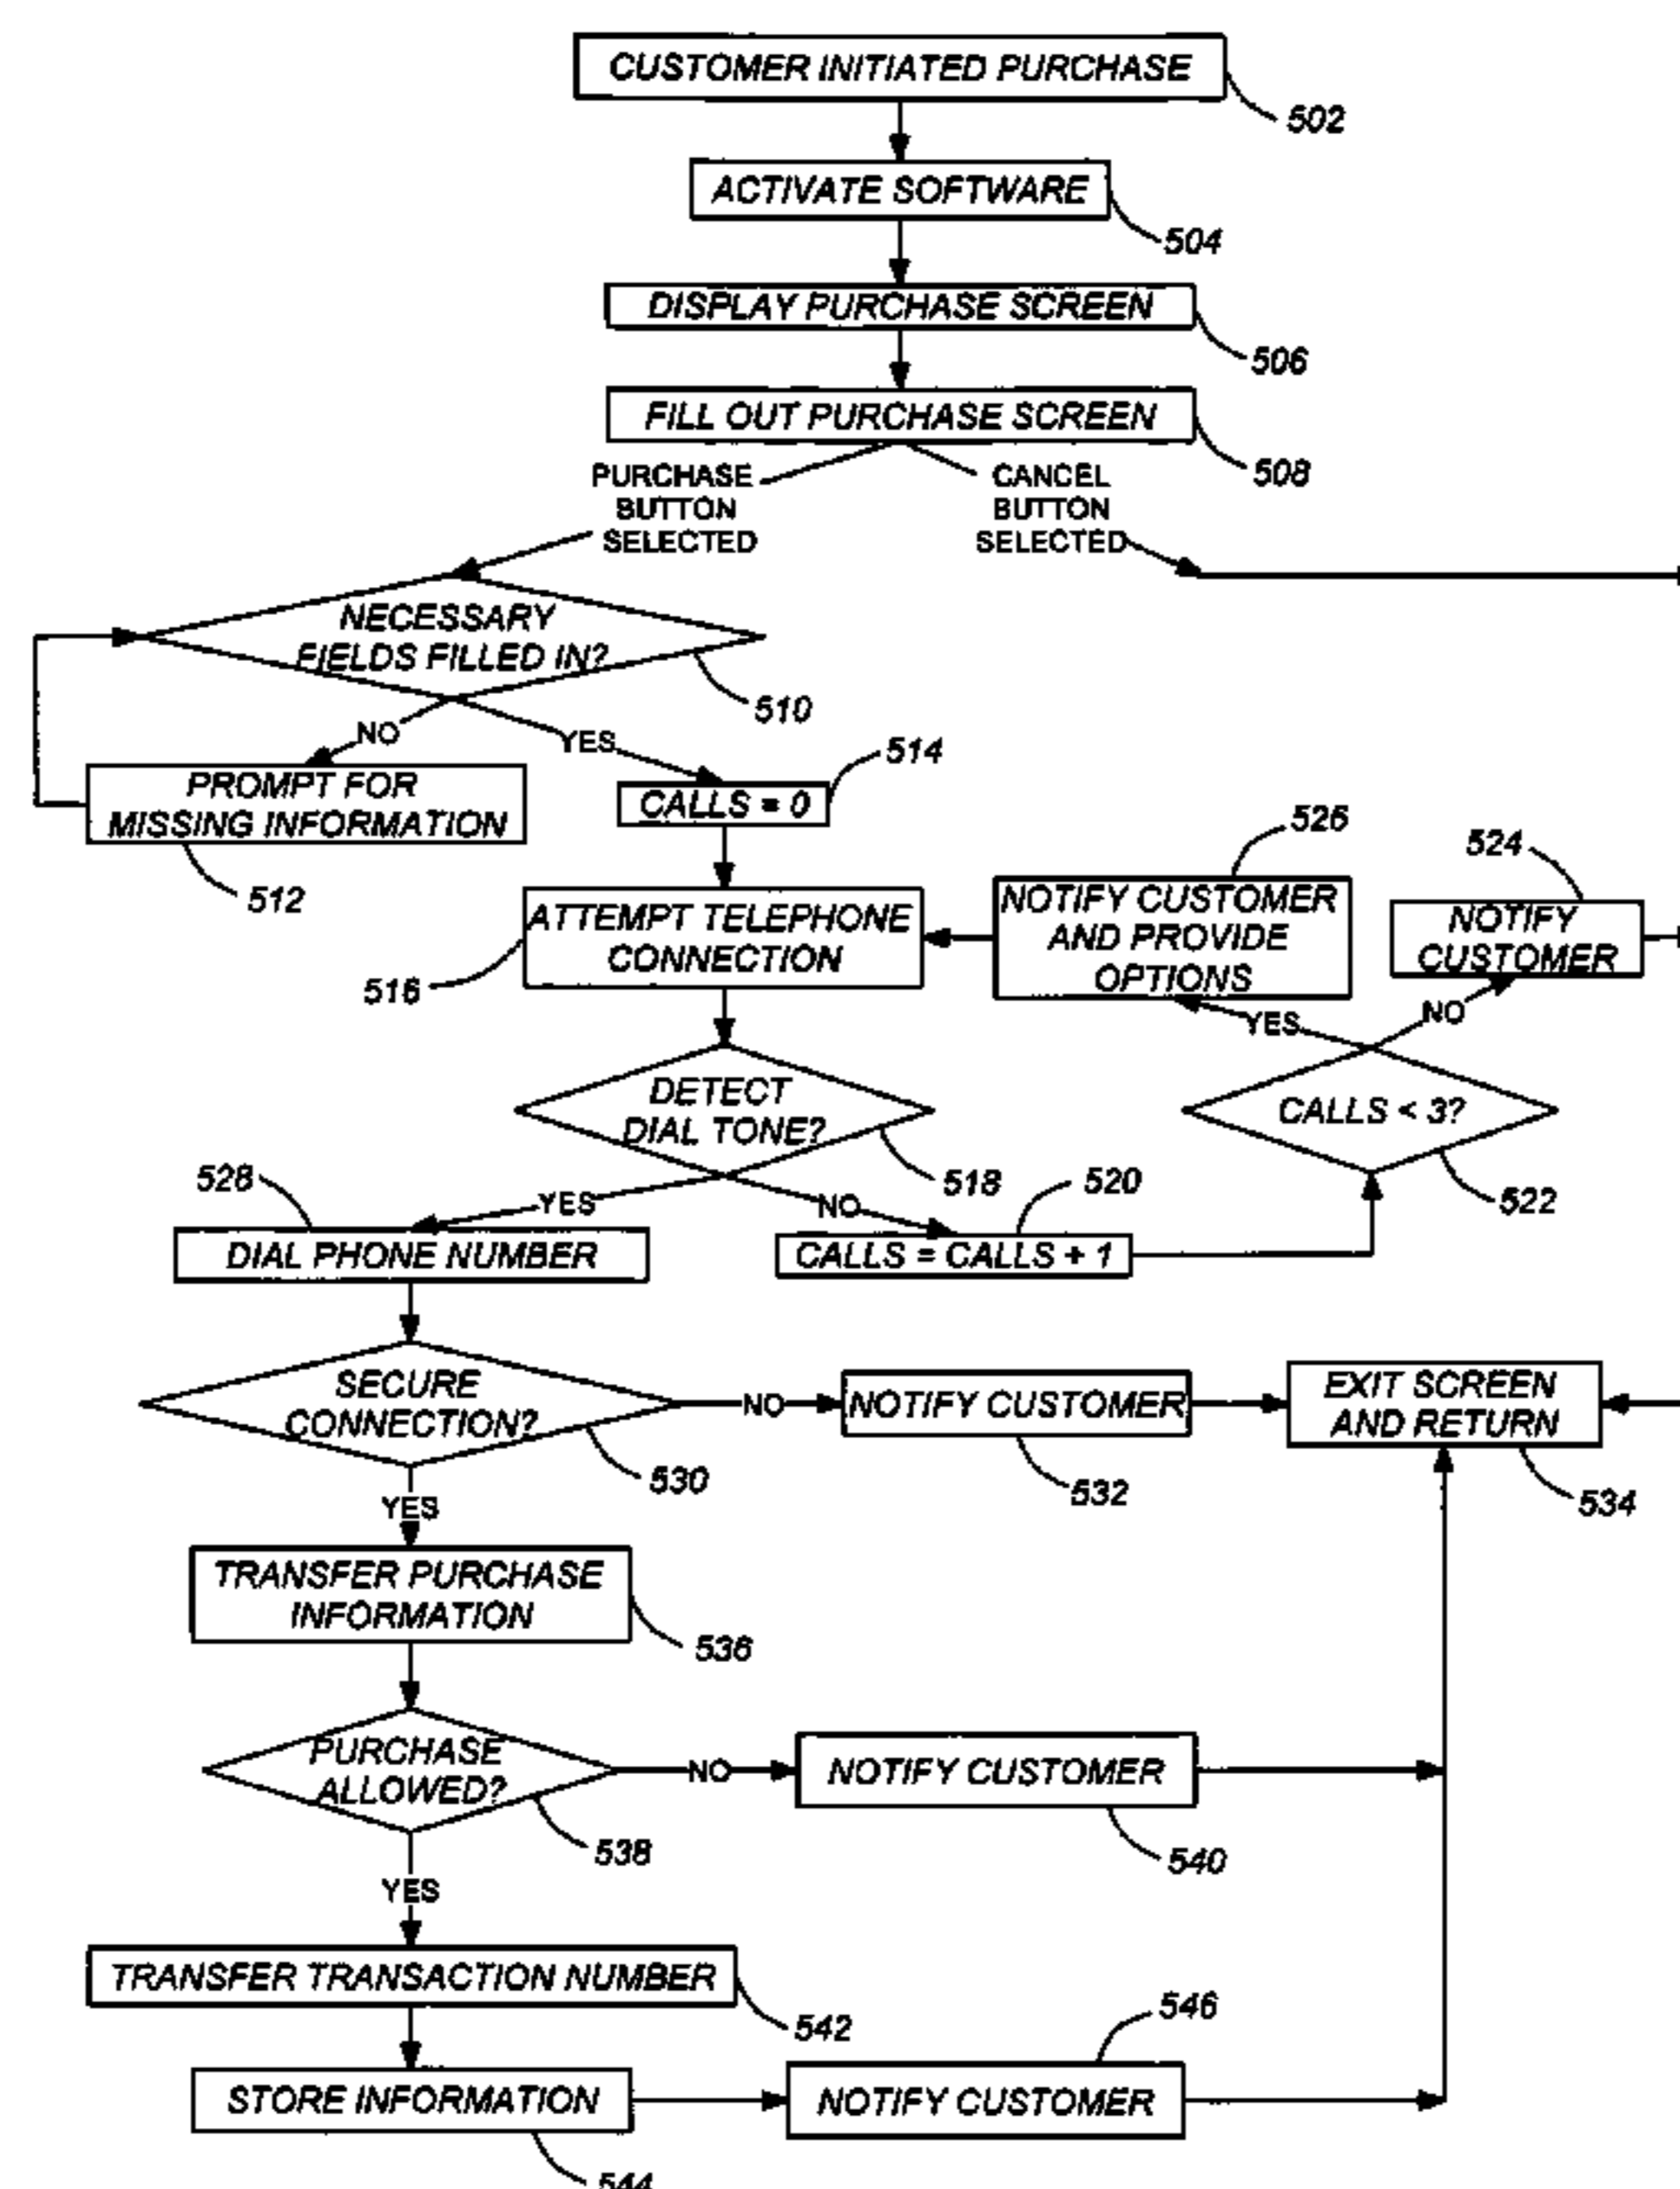 CUSTOMER INITIATED PURCHASE
502
ACTIVATE SOFTWARE
504
DISPLAY PURCHASE SCREEN
506
FILL OUT PURCHASE SCREEN
508
PURCHASE
BUTTON
SELECTED
CANCEL
BUTTON
SELECTED
NECESSARY
FIELDS FILLED IN?
510
NO
YES
PROMPT FOR
MISSING INFORMATION
512
514
CALLS = 0
526
524
ATTEMPT TELEPHONE
CONNECTION
516
NOTIFY CUSTOMER
AND PROVIDE
OPTIONS
NOTIFY
CUSTOMER
YES
NO
DETECT
DIAL TONE?
518
CALLS < 3?
522
528
YES
NO
520
DIAL PHONE NUMBER
CALLS = CALLS + 1
SECURE
CONNECTION?
530
NO
NOTIFY CUSTOMER
532
EXIT SCREEN
AND RETURN
534
YES
TRANSFER PURCHASE
INFORMATION
536
PURCHASE
ALLOWED?
538
NO
NOTIFY CUSTOMER
540
YES
TRANSFER TRANSACTION NUMBER
542
546
STORE INFORMATION
NOTIFY CUSTOMER
544